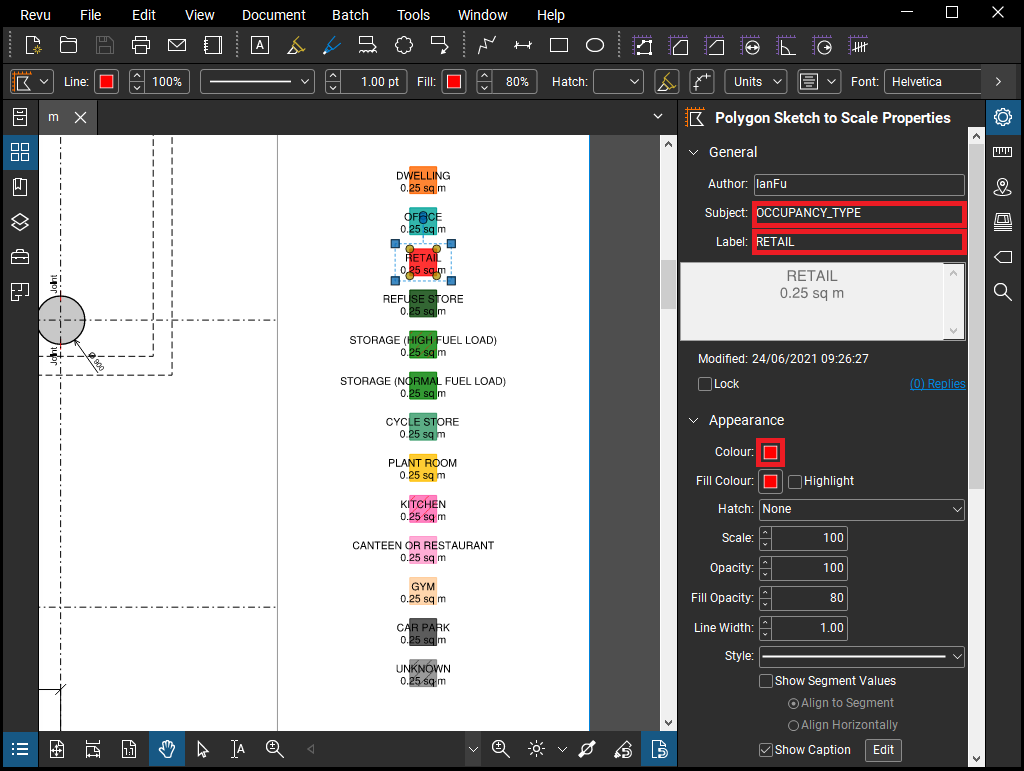 Revu File Edit View Document Batch Tools Window Help
Line: 100% 1.00 pt Fill: 80% Hatch: Units Font: Helvetica
m
Polygon Sketch to Scale Properties
General
Author: IanFu
Subject: OCCUPANCY_TYPE
Label: RETAIL
RETAIL
0.25 sq m
Modified: 24/06/2021 09:26:27
Lock (0) Replies
Appearance
Colour:
Fill Colour: Highlight
Hatch: None
Scale: 100
Opacity: 100
Fill Opacity: 80
Line Width: 1.00
Style:
Show Segment Values
Align to Segment
Align Horizontally
Show Caption Edit
DWELLING
0.25 sq m
OFFICE
0.25 sq m
RETAIL
0.25 sq m
REFUSE STORE
0.25 sq m
STORAGE (HIGH FUEL LOAD)
0.25 sq m
STORAGE (NORMAL FUEL LOAD)
0.25 sq m
CYCLE STORE
0.25 sq m
PLANT ROOM
0.25 sq m
KITCHEN
0.25 sq m
CANTEEN OR RESTAURANT
0.25 sq m
GYM
0.25 sq m
CAR PARK
0.25 sq m
UNKNOWN
0.25 sq m
Joint
Joint
Ø 900